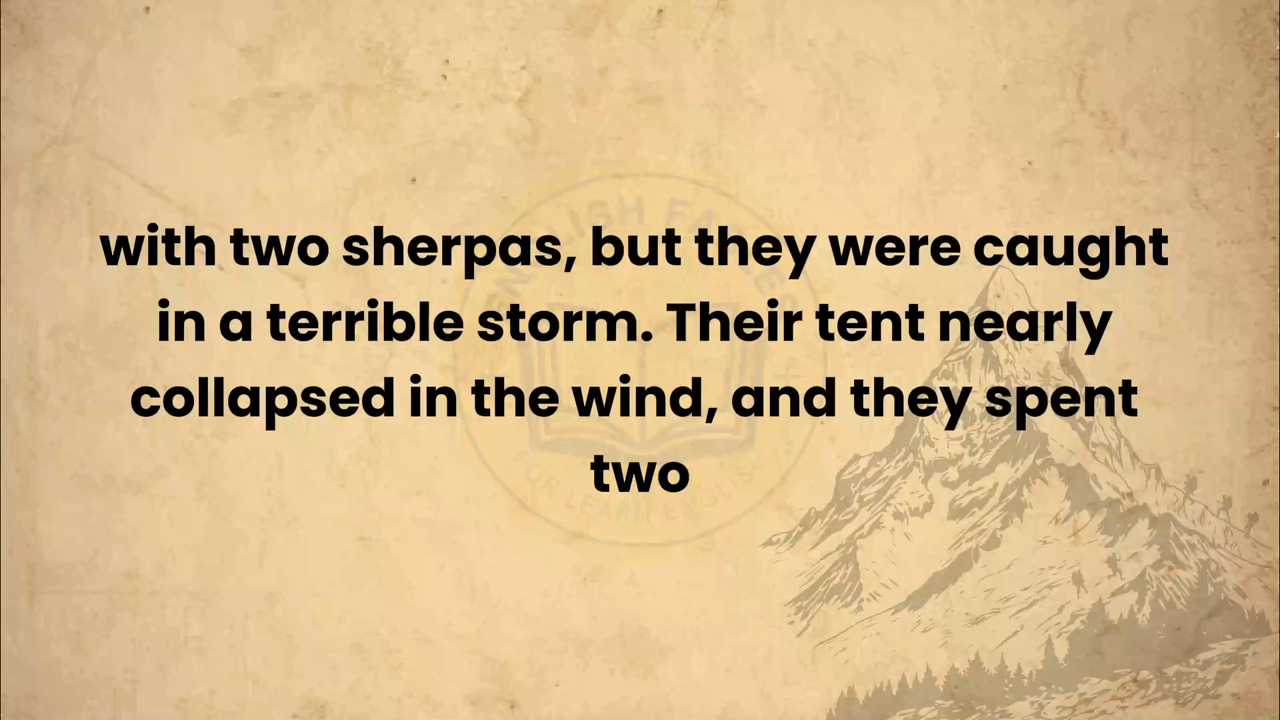 with two sherpas, but they were caught
in a terrible storm. Their tent nearly
collapsed in the wind, and they spent
two